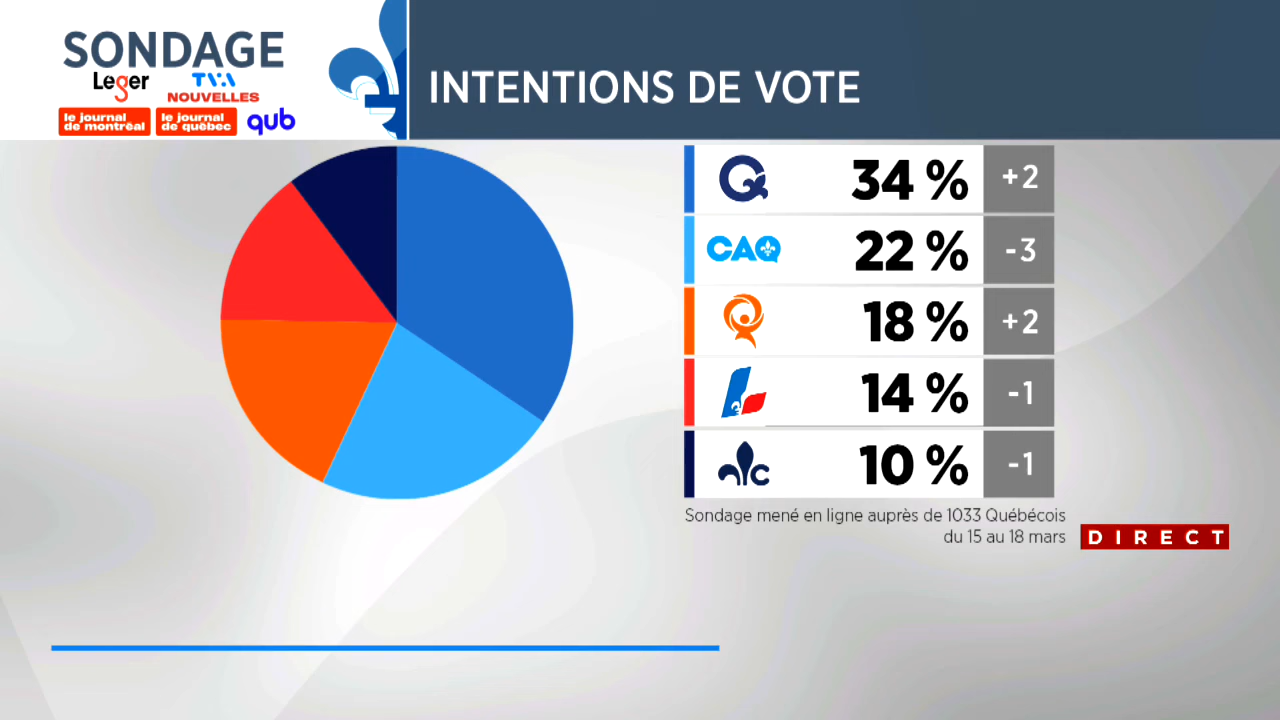 SONDAGE
Leger
TVA
NOUVELLES
le journal de montréal
le journal de québec
qub
INTENTIONS DE VOTE
34 % +2
CAQ 22 % -3
18 % +2
14 % -1
C 10 % -1
Sondage mené en ligne auprès de 1033 Québécois
du 15 au 18 mars
DIRECT